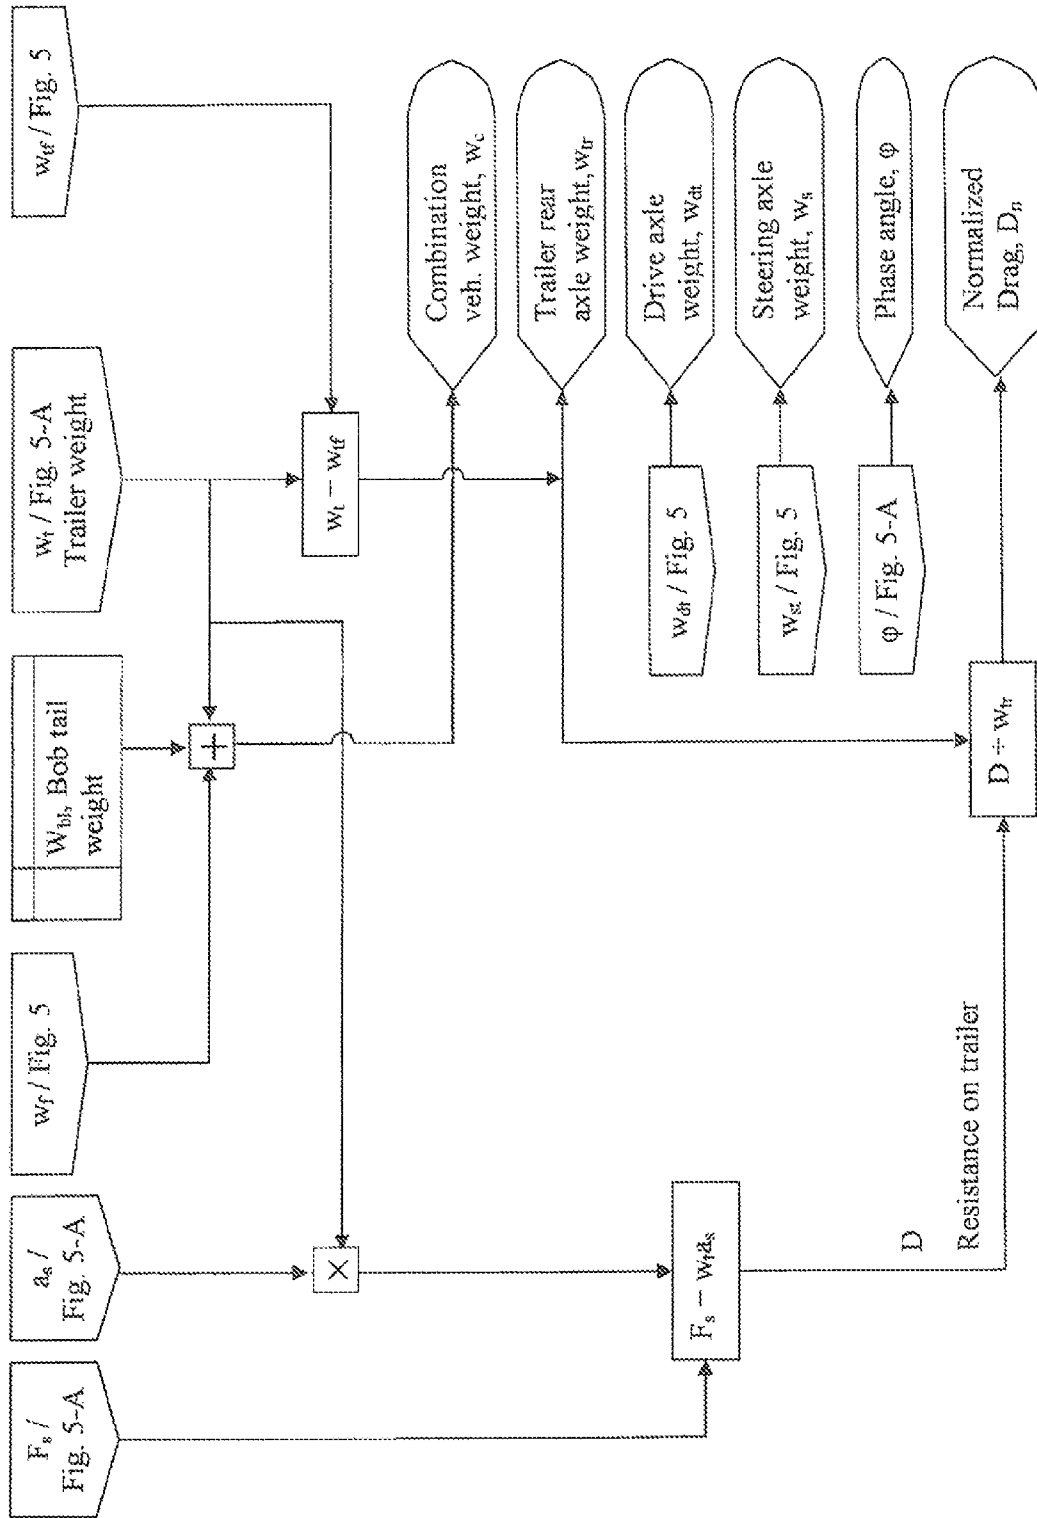 F_s /
Fig. 5-A
a_s /
Fig. 5-A
w_f / Fig. 5
W_bt, Bob tail
weight
w_t / Fig. 5-A
Trailer weight
w_tf / Fig. 5
+
×
w_t − w_tf
F_s − w_t a_s
D
Resistance on trailer
D ÷ w_tr
Combination
veh. weight, w_c
Trailer rear
axle weight, w_tr
w_dt / Fig. 5
Drive axle
weight, w_dt
w_st / Fig. 5
Steering axle
weight, w_s
φ / Fig. 5-A
Phase angle, φ
Normalized
Drag, D_n